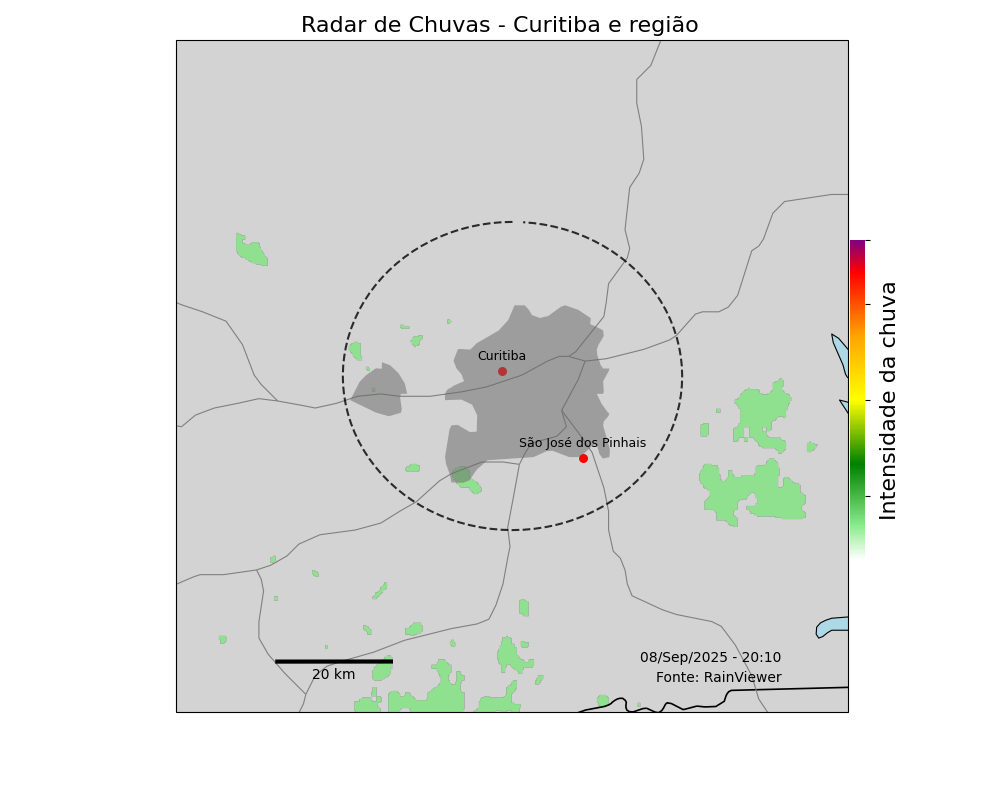 Radar de Chuvas - Curitiba e região
Curitiba
São José dos Pinhais
Intensidade da chuva
08/Sep/2025 - 20:10
20 km
Fonte: RainViewer